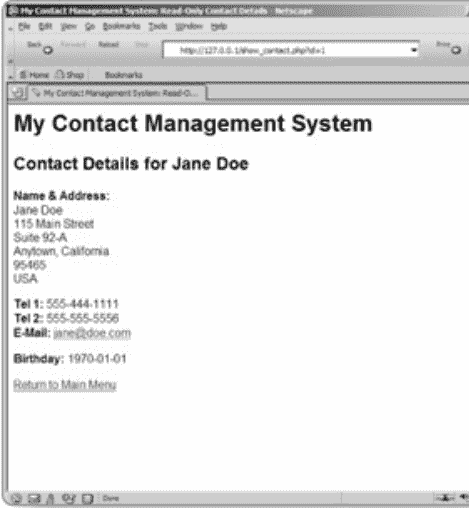 My Contact Management System: Read-Only Contact Details - Netscape
File Edit View Go Bookmarks Tools Window Help
Back Forward Reload Stop http://127.0.0.1/show_contact.php?id=1 Print
Home Shop Bookmarks
My Contact Management System: Read-O...
My Contact Management System
Contact Details for Jane Doe
Name & Address:
Jane Doe
115 Main Street
Suite 92-A
Anytown, California
95465
USA
Tel 1: 555-444-1111
Tel 2: 555-555-5556
E-Mail: jane@doe.com
Birthday: 1970-01-01
Return to Main Menu
Done